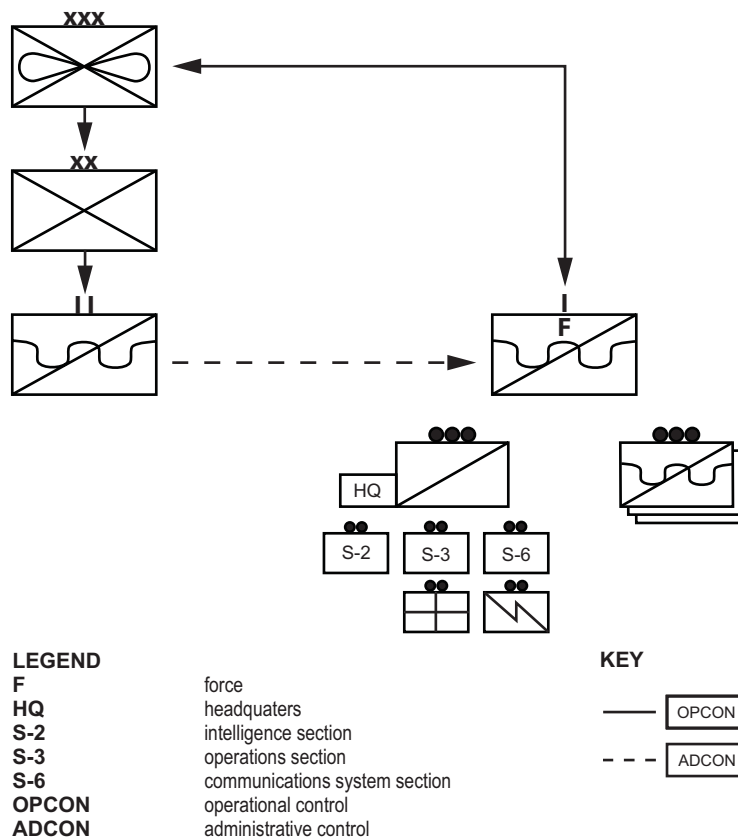 XXX
XX
I I
I
F
HQ
S-2
S-3
S-6
LEGEND
F force
HQ headquaters
S-2 intelligence section
S-3 operations section
S-6 communications system section
OPCON operational control
ADCON administrative control
KEY
OPCON
ADCON